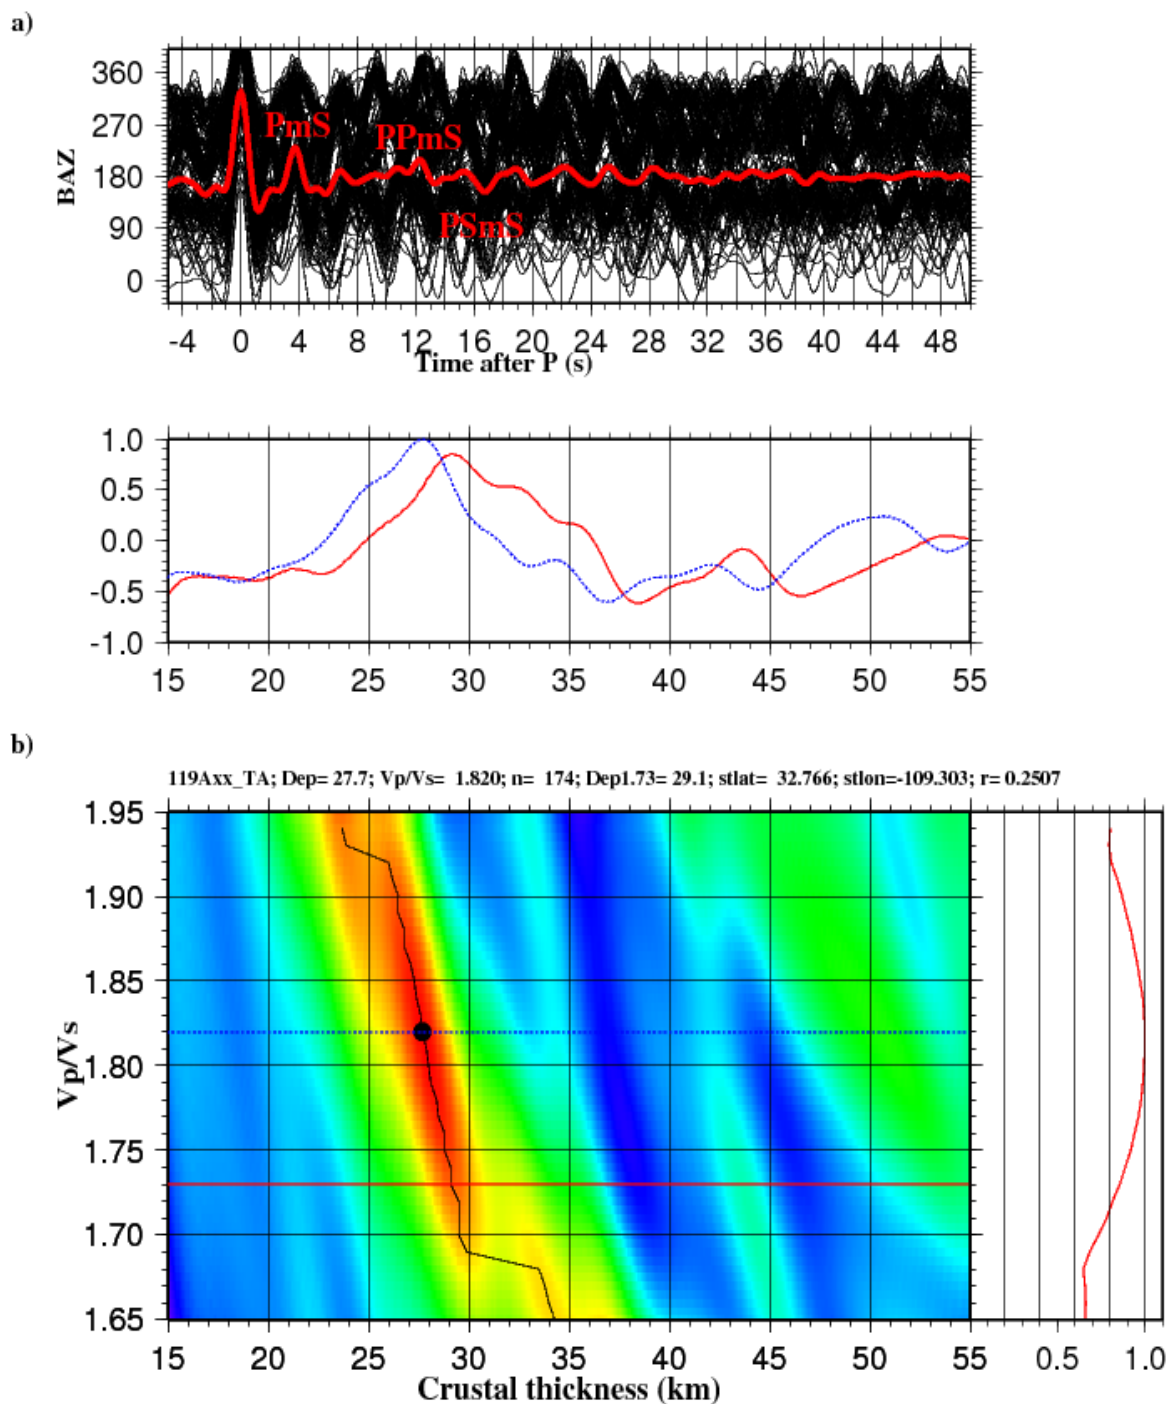 a)
360
270
180
90
0
BAZ
PmS
PPmS
PSmS
-4 0 4 8 12 16 20 24 28 32 36 40 44 48
Time after P (s)
1.0
0.5
0.0
-0.5
-1.0
15 20 25 30 35 40 45 50 55
b)
119Axx_TA; Dep= 27.7; Vp/Vs= 1.820; n= 174; Dep1.73= 29.1; stlat= 32.766; stlon=-109.303; r= 0.2507
1.95
1.90
1.85
1.80
1.75
1.70
1.65
Vp/Vs
15 20 25 30 35 40 45 50 55
0.5 1.0
Crustal thickness (km)